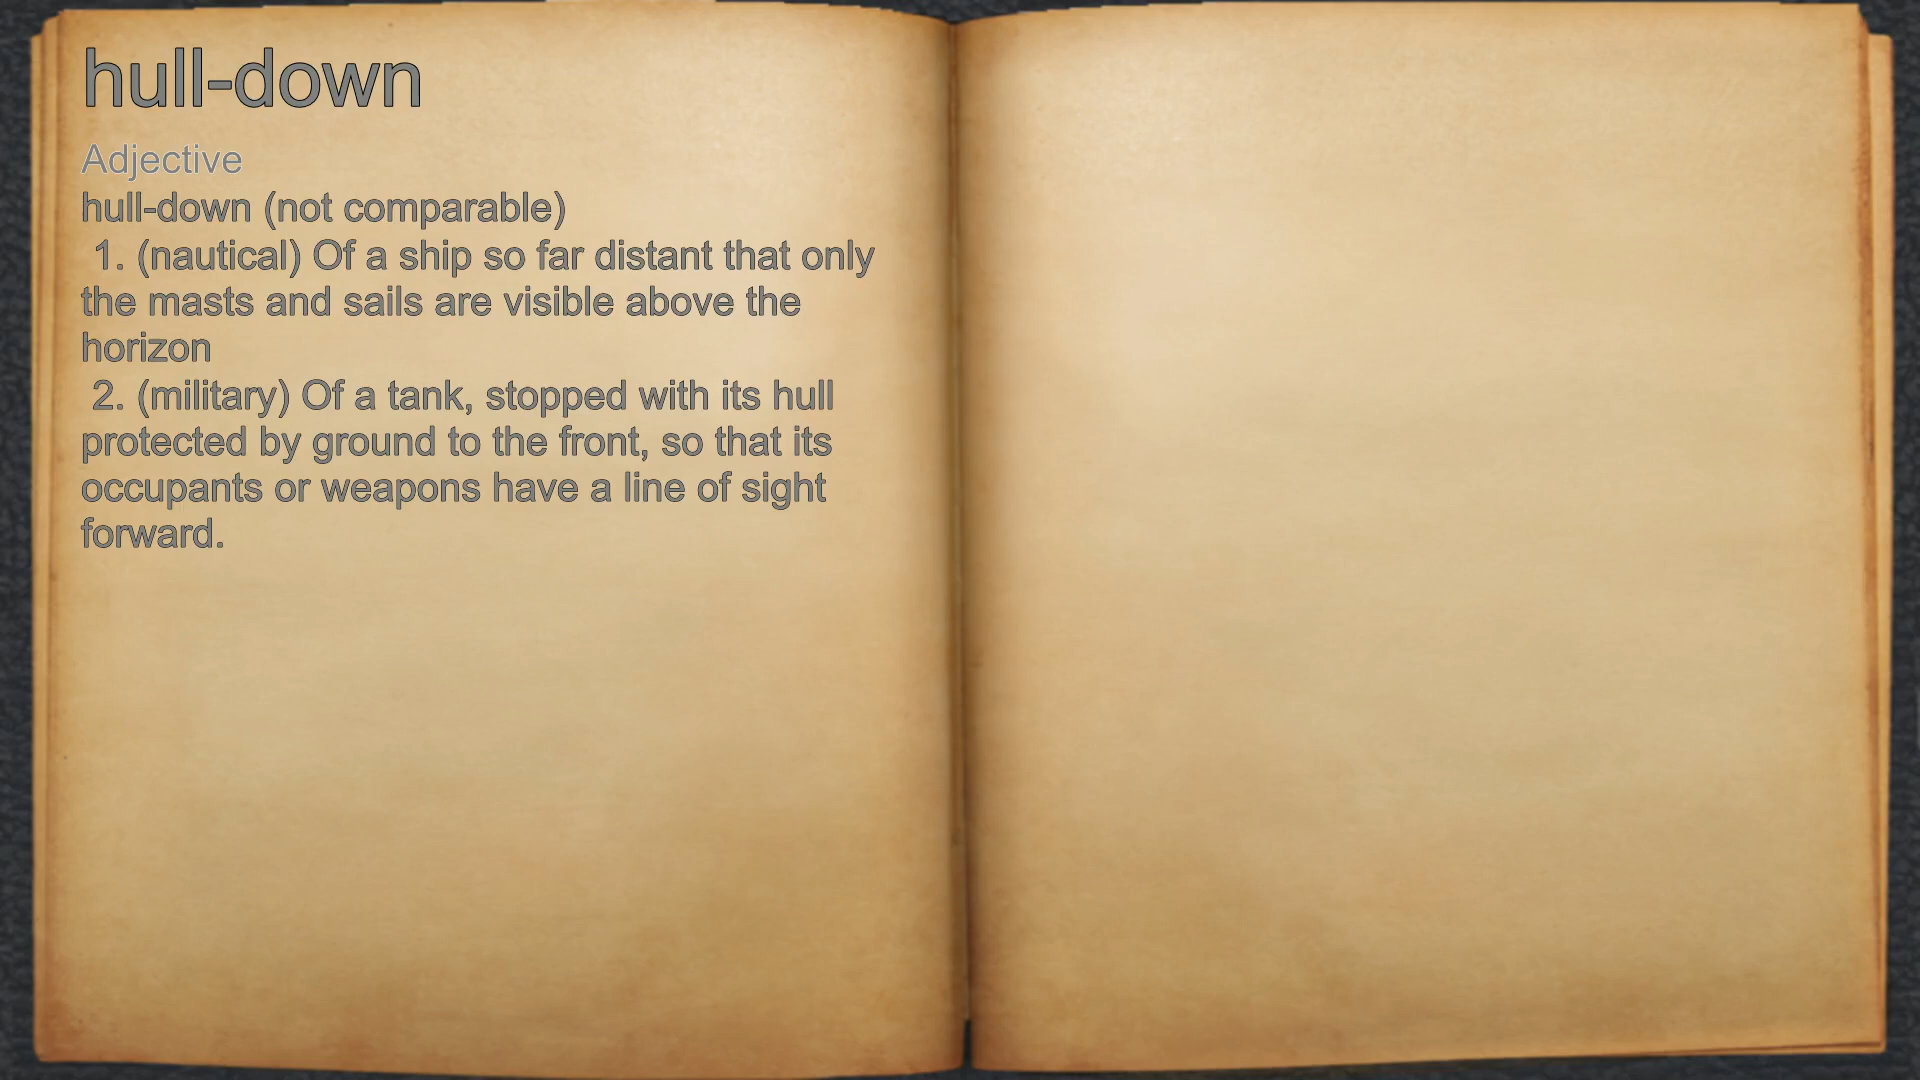 hull-down
Adjective
hull-down (not comparable)
1. (nautical) Of a ship so far distant that only
the masts and sails are visible above the
horizon
2. (military) Of a tank, stopped with its hull
protected by ground to the front, so that its
occupants or weapons have a line of sight
forward.